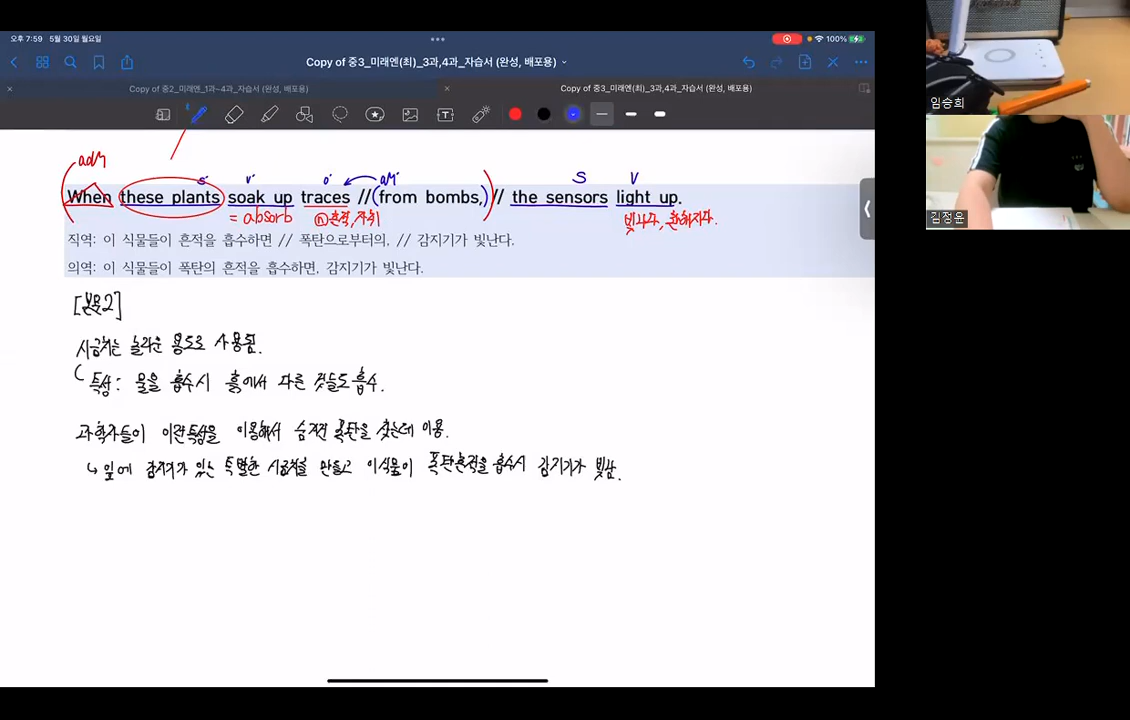 오후 7:59 5월 30일 월요일
100%
Copy of 중3_미래엔(최)_3과,4과_자습서 (완성, 배포용)
Copy of 중2_미래엔_1과~4과_자습서 (완성, 배포용)
Copy of 중3_미래엔(최)_3과,4과_자습서 (완성, 배포용)
임승희
김정윤
adv
s' v' o' S V
When these plants soak up traces //(from bombs,)// the sensors light up.
= absorb ⓝ흔적,자취 빛나다, 환해지다.
직역: 이 식물들이 흔적을 흡수하면 // 폭탄으로부터의, // 감지기가 빛난다.
의역: 이 식물들이 폭탄의 흔적을 흡수하면, 감지기가 빛난다.
[본문2]
시금치는 놀라운 용도로 사용됨.
특성: 물을 흡수시 흙에서 다른 것들도 흡수.
과학자들이 이런특성을 이용해서 숨겨진 폭탄을 찾는데 이용.
↳ 잎에 감지기가 있는 특별한 시금치를 만들고 이식물이 폭탄흔적을 흡수시 감지기가 빛남.